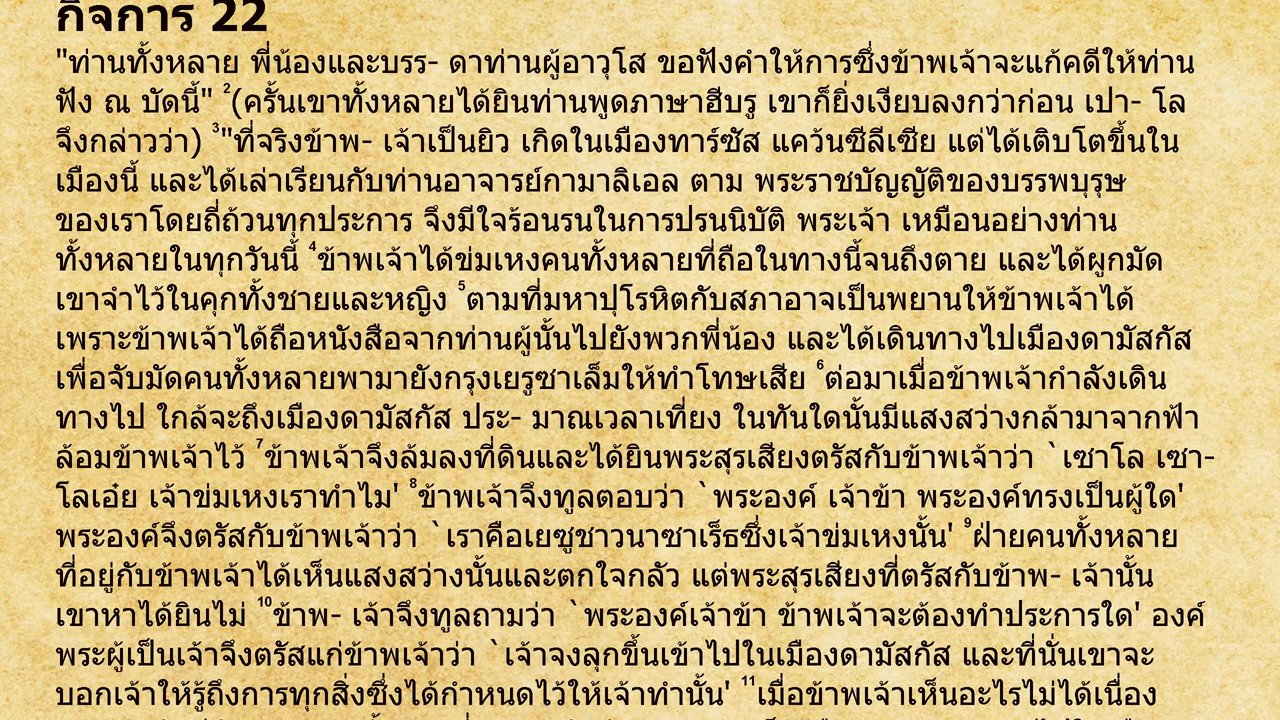 กิจการ 22
"ท่านทั้งหลาย พี่น้องและบรร- ดาท่านผู้อาวุโส ขอฟังคำให้การซึ่งข้าพเจ้าจะแก้คดีให้ท่าน
ฟัง ณ บัดนี้" 2(ครั้นเขาทั้งหลายได้ยินท่านพูดภาษาฮีบรู เขาก็ยิ่งเงียบลงกว่าก่อน เปา- โล
จึงกล่าวว่า) 3"ที่จริงข้าพ- เจ้าเป็นยิว เกิดในเมืองทาร์ซัส แคว้นซีลีเซีย แต่ได้เติบโตขึ้นใน
เมืองนี้ และได้เล่าเรียนกับท่านอาจารย์กามาลิเอล ตาม พระราชบัญญัติของบรรพบุรุษ
ของเราโดยถี่ถ้วนทุกประการ จึงมีใจร้อนรนในการปรนนิบัติ พระเจ้า เหมือนอย่างท่าน
ทั้งหลายในทุกวันนี้ 4ข้าพเจ้าได้ข่มเหงคนทั้งหลายที่ถือในทางนี้จนถึงตาย และได้ผูกมัด
เขาจำไว้ในคุกทั้งชายและหญิง 5ตามที่มหาปุโรหิตกับสภาอาจเป็นพยานให้ข้าพเจ้าได้
เพราะข้าพเจ้าได้ถือหนังสือจากท่านผู้นั้นไปยังพวกพี่น้อง และได้เดินทางไปเมืองดามัสกัส
เพื่อจับมัดคนทั้งหลายพามายังกรุงเยรูซาเล็มให้ทำโทษเสีย 6ต่อมาเมื่อข้าพเจ้ากำลังเดิน
ทางไป ใกล้จะถึงเมืองดามัสกัส ประ- มาณเวลาเที่ยง ในทันใดนั้นมีแสงสว่างกล้ามาจากฟ้า
ล้อมข้าพเจ้าไว้ 7ข้าพเจ้าจึงล้มลงที่ดินและได้ยินพระสุรเสียงตรัสกับข้าพเจ้าว่า `เซาโล เซา-
โลเอ๋ย เจ้าข่มเหงเราทำไม' 8ข้าพเจ้าจึงทูลตอบว่า `พระองค์ เจ้าข้า พระองค์ทรงเป็นผู้ใด'
พระองค์จึงตรัสกับข้าพเจ้าว่า `เราคือเยซูชาวนาซาเร็ธซึ่งเจ้าข่มเหงนั้น' 9ฝ่ายคนทั้งหลาย
ที่อยู่กับข้าพเจ้าได้เห็นแสงสว่างนั้นและตกใจกลัว แต่พระสุรเสียงที่ตรัสกับข้าพ- เจ้านั้น
เขาหาได้ยินไม่ 10ข้าพ- เจ้าจึงทูลถามว่า `พระองค์เจ้าข้า ข้าพเจ้าจะต้องทำประการใด' องค์
พระผู้เป็นเจ้าจึงตรัสแก่ข้าพเจ้าว่า `เจ้าจงลุกขึ้นเข้าไปในเมืองดามัสกัส และที่นั่นเขาจะ
บอกเจ้าให้รู้ถึงการทุกสิ่งซึ่งได้กำหนดไว้ให้เจ้าทำนั้น' 11เมื่อข้าพเจ้าเห็นอะไรไม่ได้เนื่อง